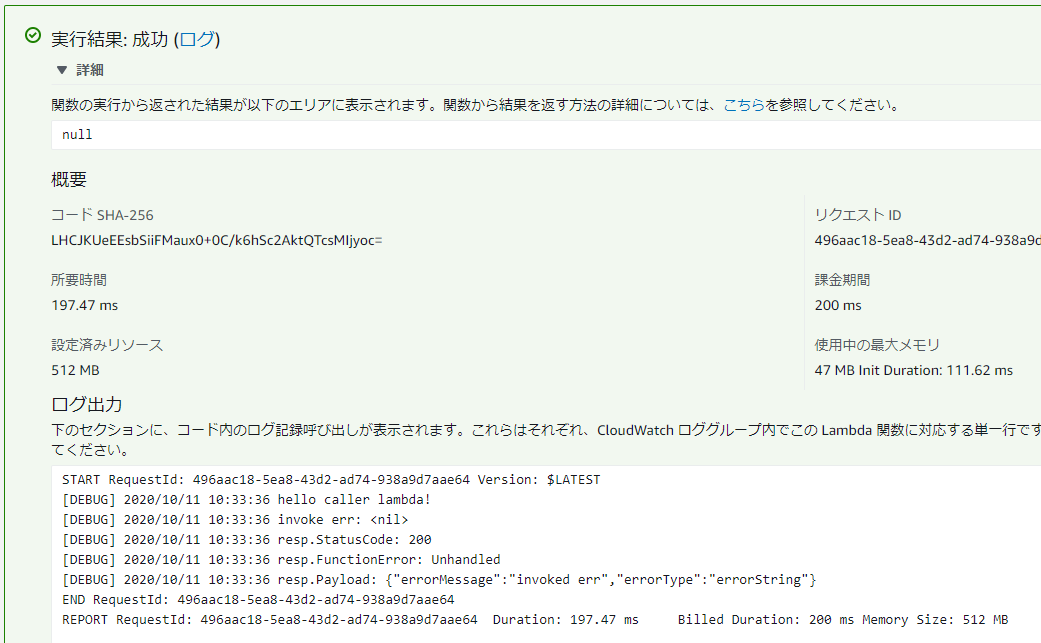 実行結果: 成功 (ログ)
▼ 詳細
関数の実行から返された結果が以下のエリアに表示されます。関数から結果を返す方法の詳細については、こちらを参照してください。
null
概要
コード SHA-256
LHCJKUeEEsbSiiFMaux0+0C/k6hSc2AktQTcsMIjyoc=
リクエスト ID
496aac18-5ea8-43d2-ad74-938a9d
所要時間
197.47 ms
課金期間
200 ms
設定済みリソース
512 MB
使用中の最大メモリ
47 MB Init Duration: 111.62 ms
ログ出力
下のセクションに、コード内のログ記録呼び出しが表示されます。これらはそれぞれ、CloudWatch ロググループ内でこの Lambda 関数に対応する単一行です
てください。
START RequestId: 496aac18-5ea8-43d2-ad74-938a9d7aae64 Version: $LATEST
[DEBUG] 2020/10/11 10:33:36 hello caller lambda!
[DEBUG] 2020/10/11 10:33:36 invoke err: <nil>
[DEBUG] 2020/10/11 10:33:36 resp.StatusCode: 200
[DEBUG] 2020/10/11 10:33:36 resp.FunctionError: Unhandled
[DEBUG] 2020/10/11 10:33:36 resp.Payload: {"errorMessage":"invoked err","errorType":"errorString"}
END RequestId: 496aac18-5ea8-43d2-ad74-938a9d7aae64
REPORT RequestId: 496aac18-5ea8-43d2-ad74-938a9d7aae64 Duration: 197.47 ms Billed Duration: 200 ms Memory Size: 512 MB